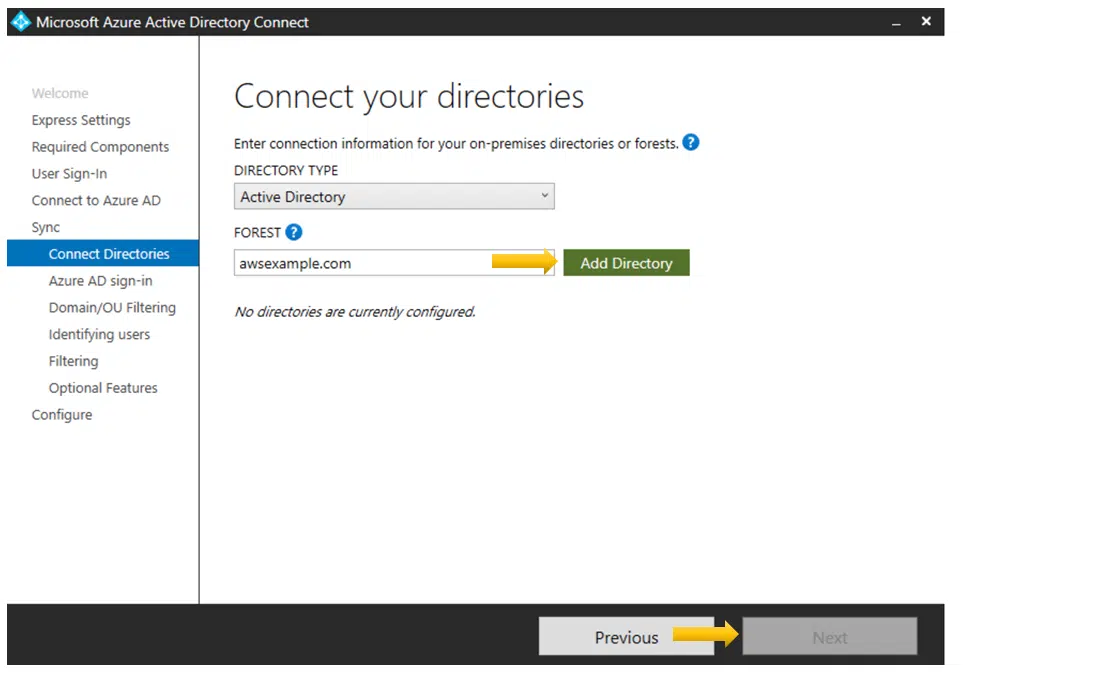 Microsoft Azure Active Directory Connect
Welcome
Express Settings
Required Components
User Sign-In
Connect to Azure AD
Sync
Connect Directories
Azure AD sign-in
Domain/OU Filtering
Identifying users
Filtering
Optional Features
Configure
Connect your directories
Enter connection information for your on-premises directories or forests. ?
DIRECTORY TYPE
Active Directory
FOREST ?
awsexample.com
Add Directory
No directories are currently configured.
Previous
Next